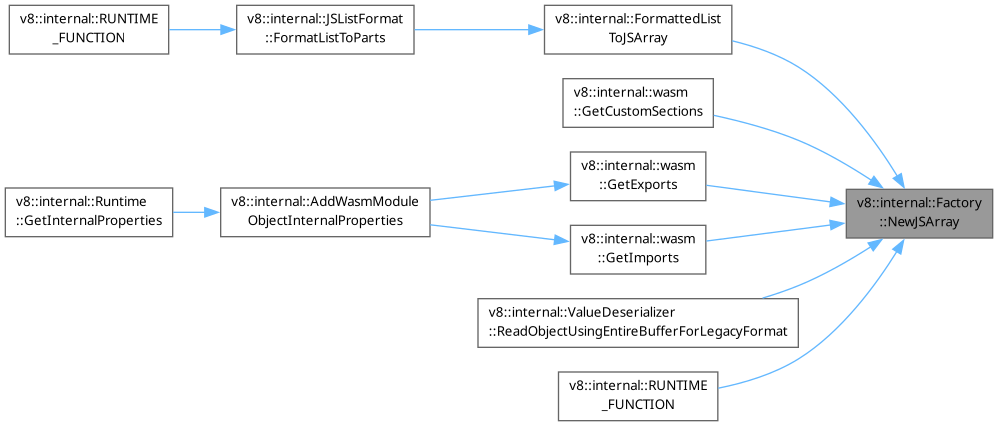 v8::internal::RUNTIME
_FUNCTION
v8::internal::JSListFormat
::FormatListToParts
v8::internal::FormattedList
ToJSArray
v8::internal::wasm
::GetCustomSections
v8::internal::wasm
::GetExports
v8::internal::Runtime
::GetInternalProperties
v8::internal::AddWasmModule
ObjectInternalProperties
v8::internal::Factory
::NewJSArray
v8::internal::wasm
::GetImports
v8::internal::ValueDeserializer
::ReadObjectUsingEntireBufferForLegacyFormat
v8::internal::RUNTIME
_FUNCTION